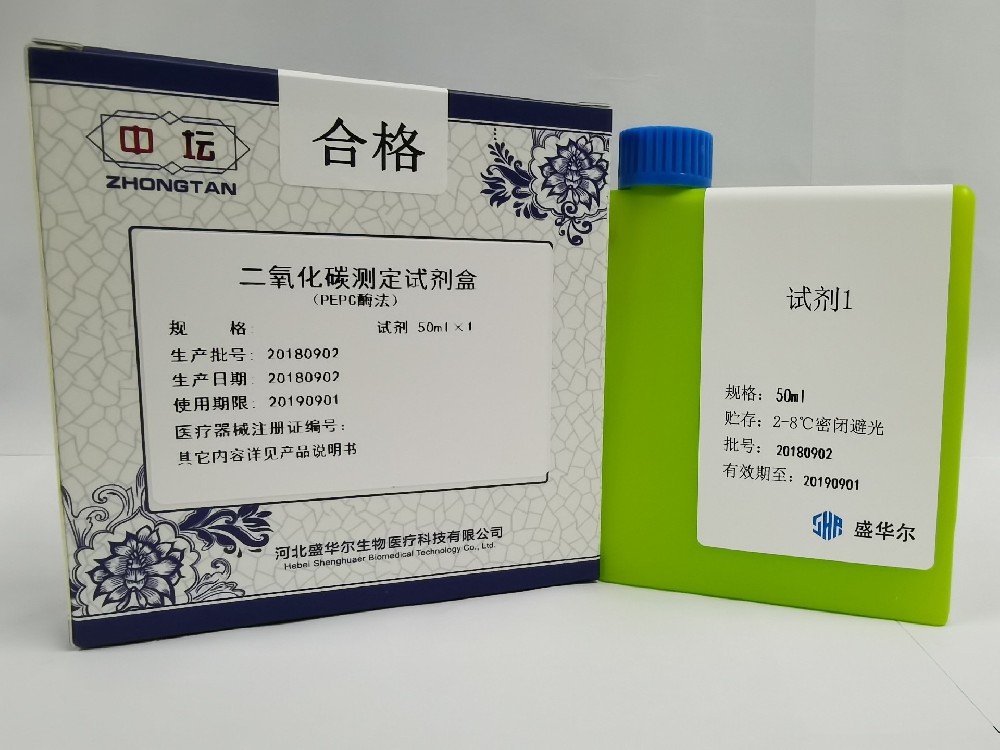 中坛
ZHONGTAN
合格
二氧化碳测定试剂盒
（PEPC酶法）
规 格: 试剂 50ml×1
生产批号: 20180902
生产日期: 20180902
使用期限: 20190901
医疗器械注册证编号:
其它内容详见产品说明书
河北盛华尔生物医疗科技有限公司
Hebei Shenghuaer Biomedical Technology Co., Ltd.
试剂1
规格: 50ml
贮存: 2-8℃密闭避光
批号: 20180902
有效期至: 20190901
SHR 盛华尔